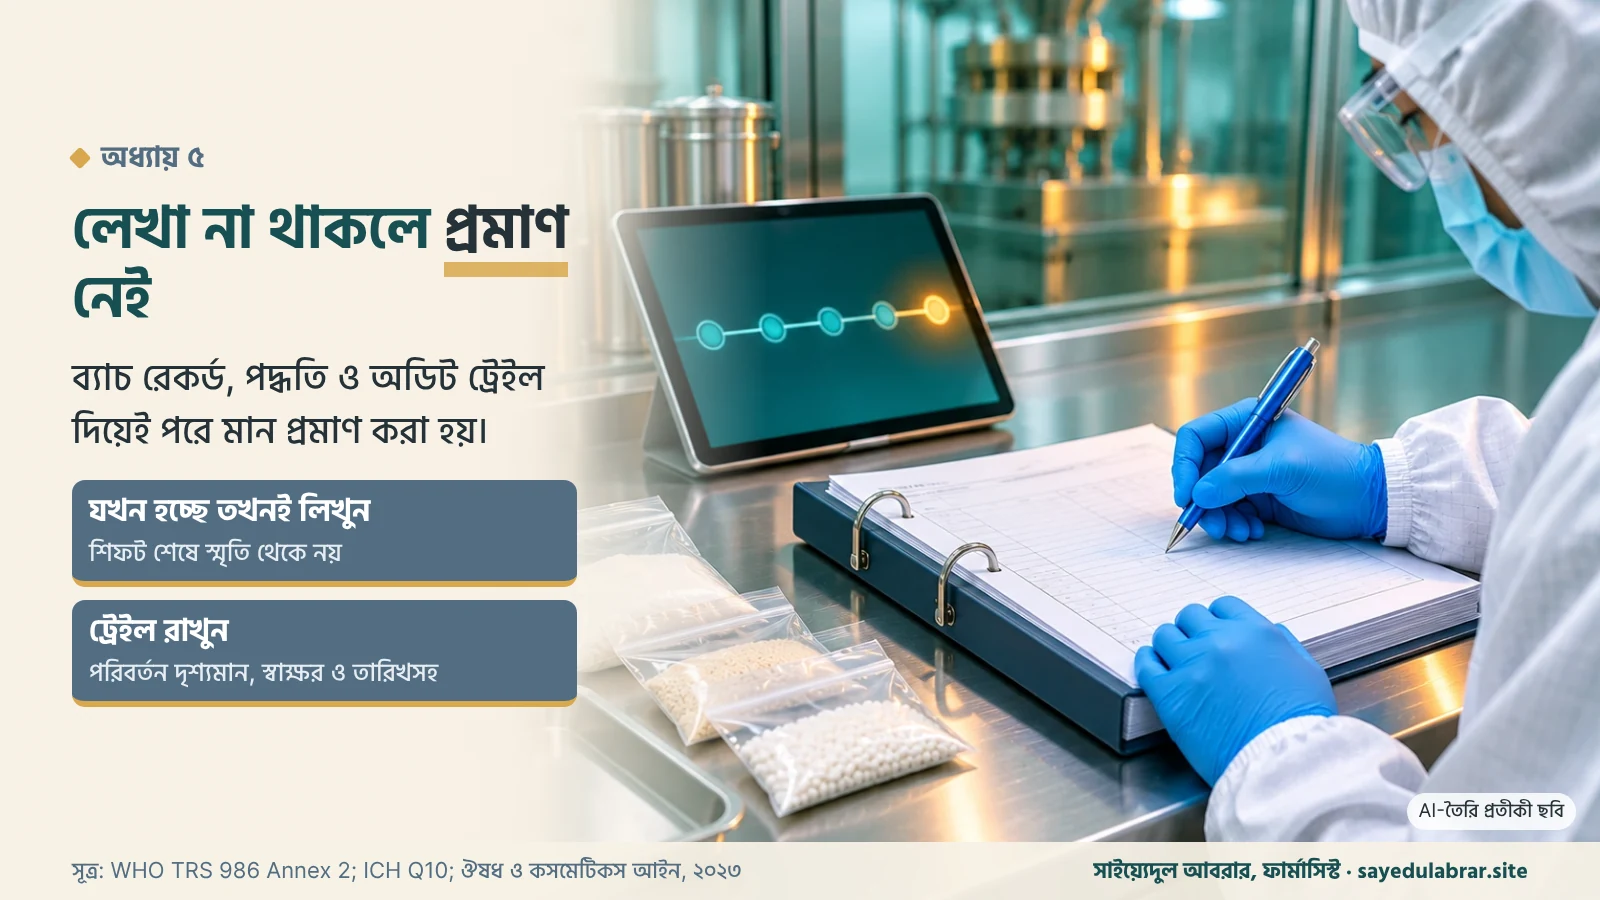 অধ্যায় ৫
লেখা না থাকলে প্রমাণ
নেই
ব্যাচ রেকর্ড, পদ্ধতি ও অডিট ট্রেইল
দিয়েই পরে মান প্রমাণ করা হয়।
যখন হচ্ছে তখনই লিখুন
শিফট শেষে স্মৃতি থেকে নয়
ট্রেইল রাখুন
পরিবর্তন দৃশ্যমান, স্বাক্ষর ও তারিখসহ
AI-তৈরি প্রতীকী ছবি
সূত্র: WHO TRS 986 Annex 2; ICH Q10; ঔষধ ও কসমেটিকস আইন, ২০২৩
সাইয়্যেদুল আবরার, ফার্মাসিস্ট · sayedulabrar.site